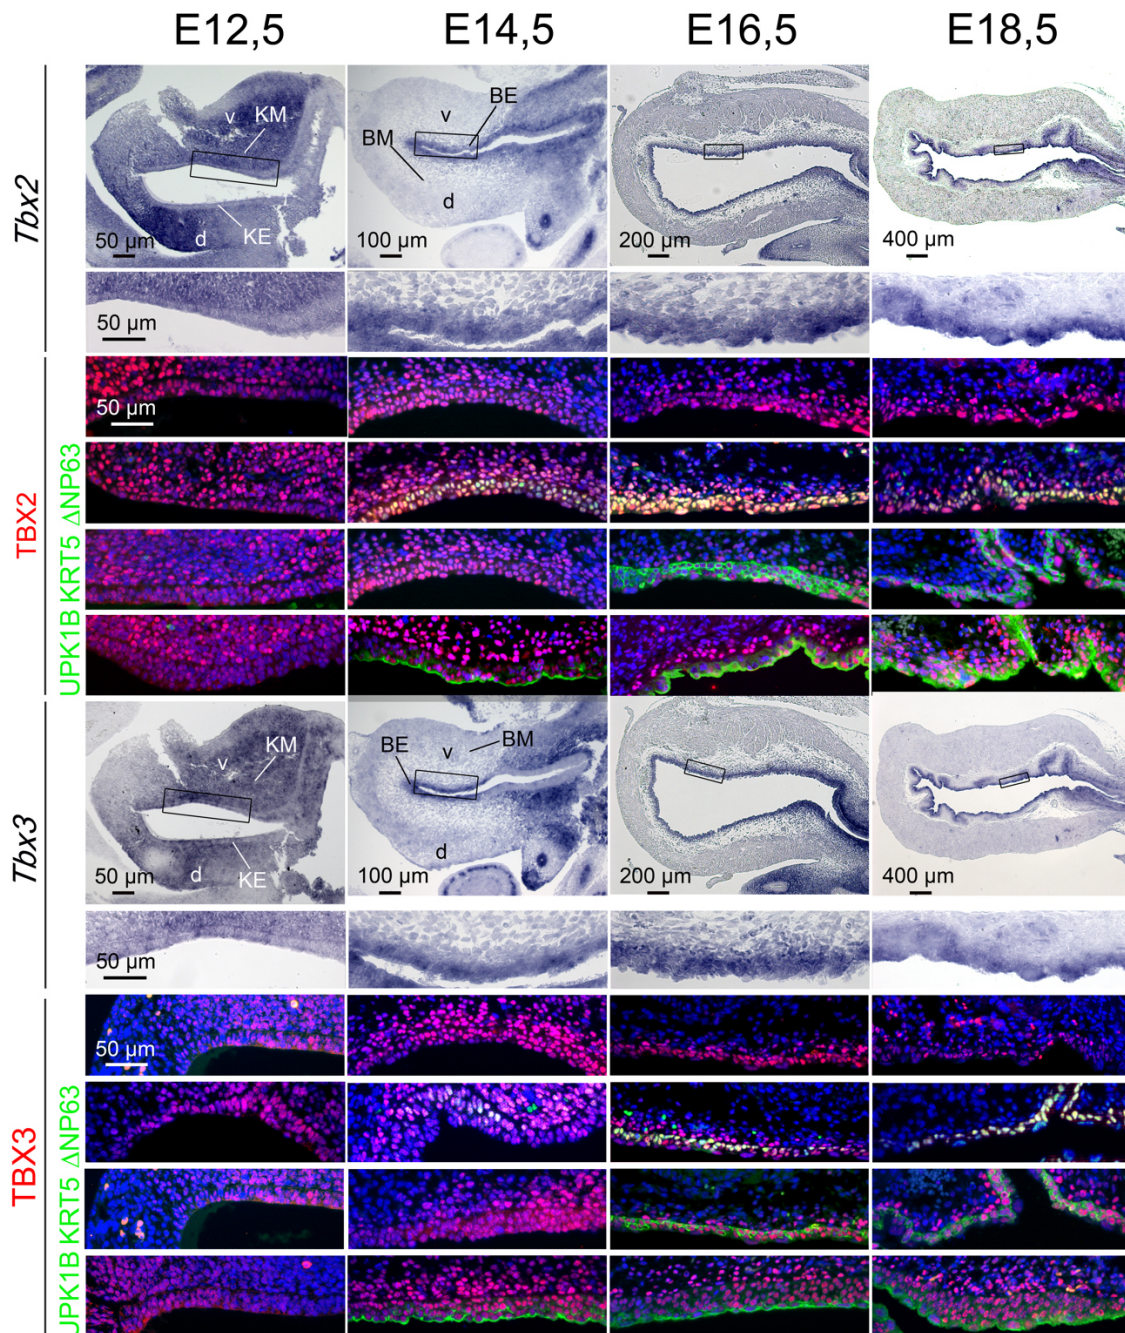 E12,5 E14,5 E16,5 E18,5
Tbx2
v KM d KE 50 µm
v BE BM d 100 µm
200 µm
400 µm
50 µm
TBX2
UPK1B KRT5 ΔNP63
50 µm
Tbx3
KM v d KE 50 µm
BE v BM d 100 µm
200 µm
400 µm
50 µm
TBX3
UPK1B KRT5 ΔNP63
50 µm